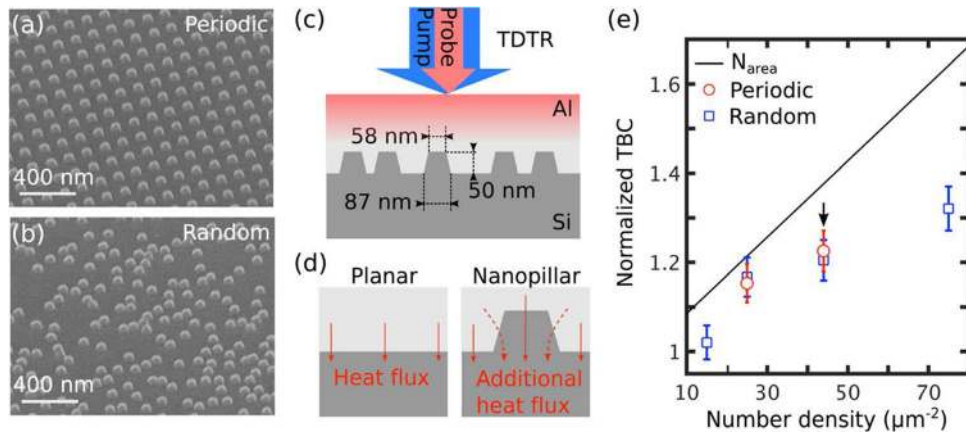 (a)
Periodic
400 nm
(b)
Random
400 nm
(c)
Pump
Probe
TDTR
Al
58 nm
87 nm
50 nm
Si
(d)
Planar
Nanopillar
Heat flux
Additional
heat flux
(e)
Normalized TBC
1.6
1.4
1.2
1
N_area
Periodic
Random
10
30
50
70
Number density (µm⁻²)